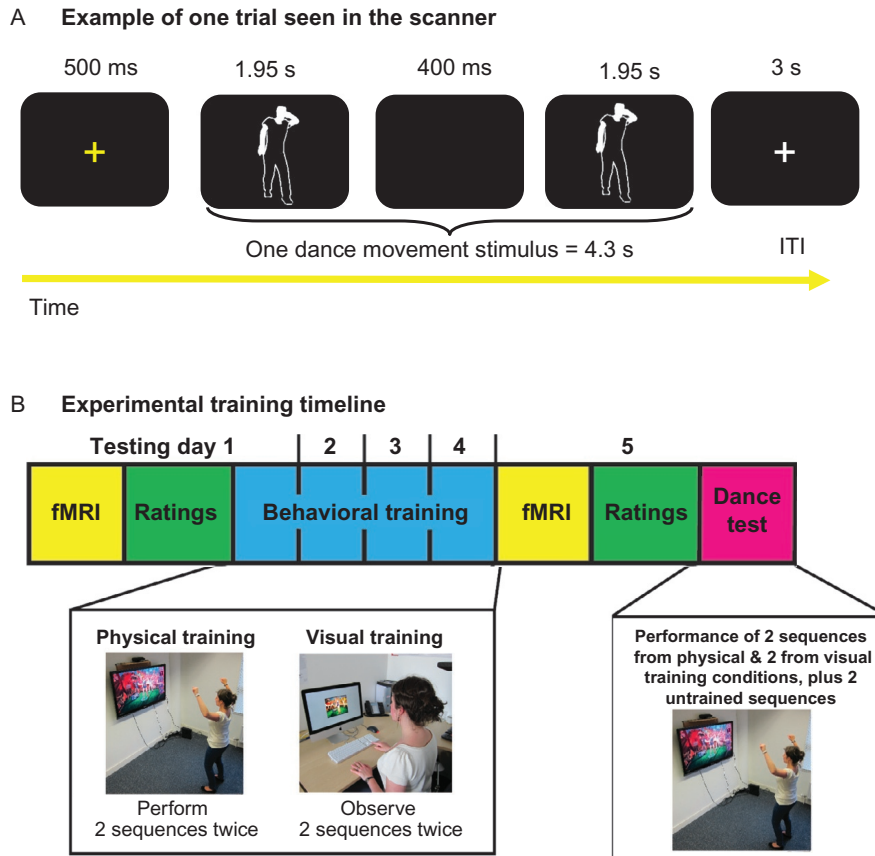 A Example of one trial seen in the scanner
500 ms 1.95 s 400 ms 1.95 s 3 s
One dance movement stimulus = 4.3 s ITI
Time
B Experimental training timeline
Testing day 1 2 3 4 5
fMRI Ratings Behavioral training fMRI Ratings Dance test
Physical training Visual training
Perform
2 sequences twice
Observe
2 sequences twice
Performance of 2 sequences
from physical & 2 from visual
training conditions, plus 2
untrained sequences